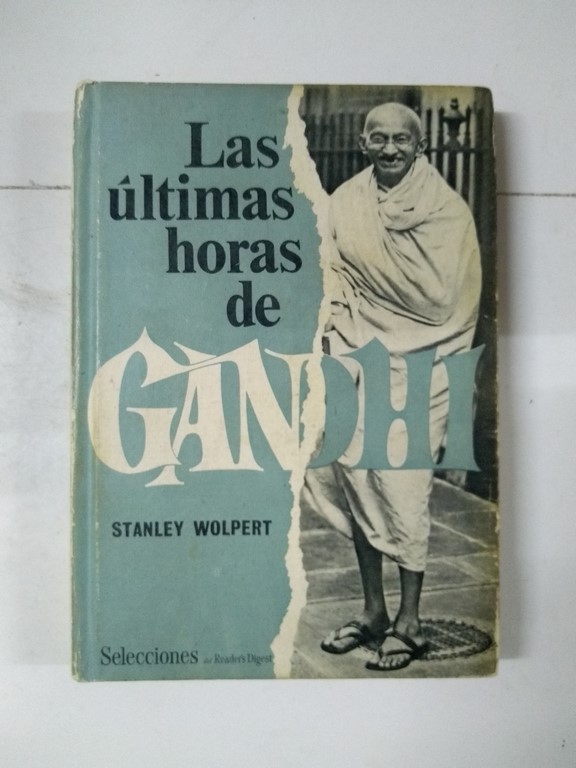 Las
últimas
horas
de
GANDHI
STANLEY WOLPERT
Selecciones del Reader's Digest